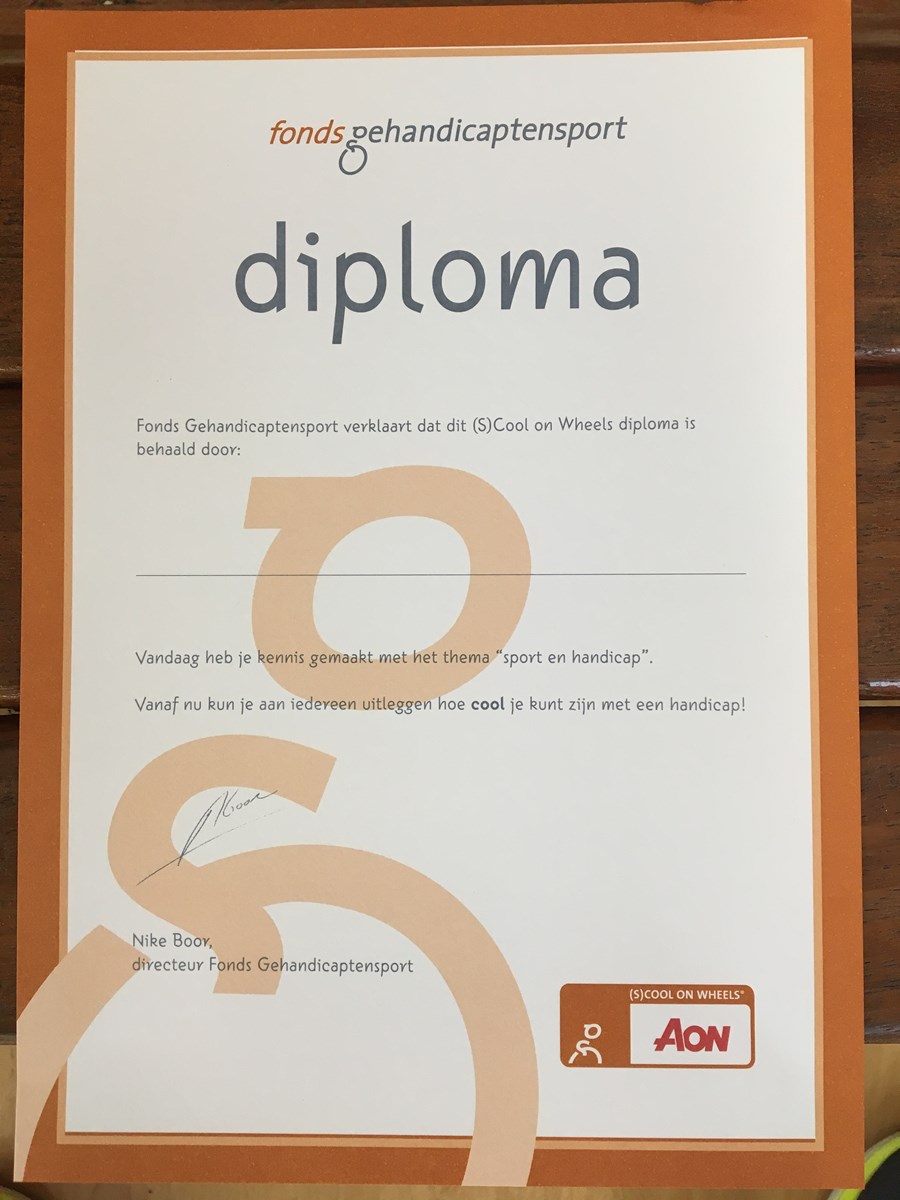 fonds gehandicaptensport
diploma
Fonds Gehandicaptensport verklaart dat dit (S)Cool on Wheels diploma is
behaald door:
Vandaag heb je kennis gemaakt met het thema “sport en handicap”.
Vanaf nu kun je aan iedereen uitleggen hoe cool je kunt zijn met een handicap!
Nike Boor,
directeur Fonds Gehandicaptensport
(S)COOL ON WHEELS®
AON